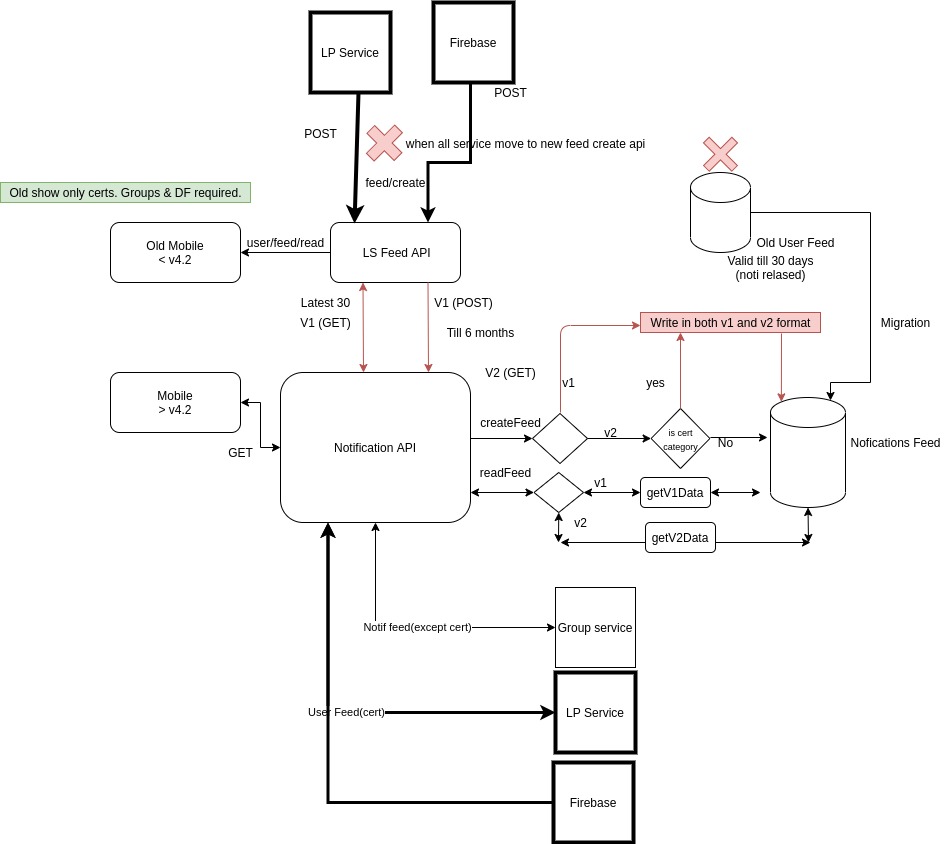 Firebase
LP Service
POST
POST
when all service move to new feed create api
feed/create
Old show only certs. Groups & DF required.
Old Mobile
< v4.2
user/feed/read
LS Feed API
Old User Feed
Valid till 30 days
(noti relased)
Latest 30
V1 (GET)
V1 (POST)
Till 6 months
Write in both v1 and v2 format
Migration
V2 (GET)
v1
yes
Mobile
> v4.2
GET
Notification API
createFeed
v2
is cert
category
No
Nofications Feed
readFeed
v1
getV1Data
v2
getV2Data
Notif feed(except cert)
Group service
User Feed(cert)
LP Service
Firebase